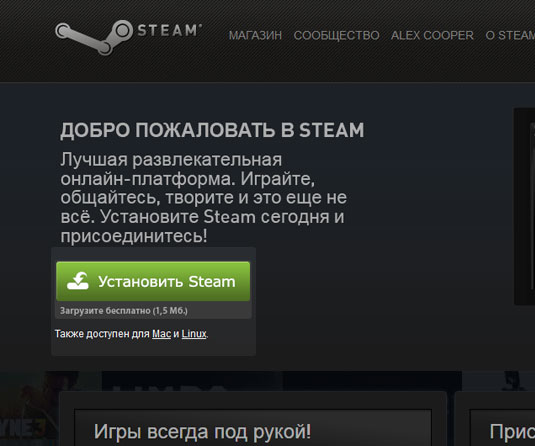 STEAM
МАГАЗИН СООБЩЕСТВО ALEX COOPER О STEAM
ДОБРО ПОЖАЛОВАТЬ В STEAM
Лучшая развлекательная
онлайн-платформа. Играйте,
общайтесь, творите и это еще не
всё. Установите Steam сегодня и
присоединитесь!
Установить Steam
Загрузите бесплатно (1,5 Мб.)
Также доступен для Mac и Linux.
Игры всегда под рукой!